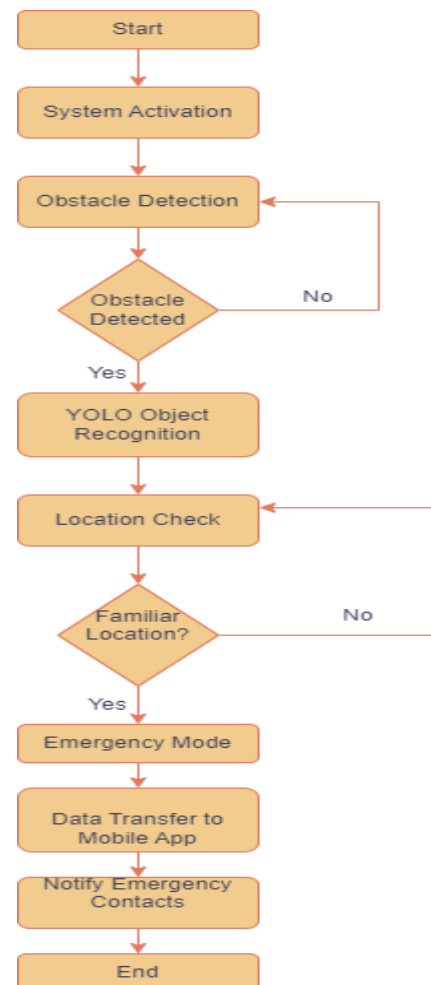 Start
System Activation
Obstacle Detection
Obstacle
Detected
No
Yes
YOLO Object
Recognition
Location Check
Familiar
Location?
No
Yes
Emergency Mode
Data Transfer to
Mobile App
Notify Emergency
Contacts
End